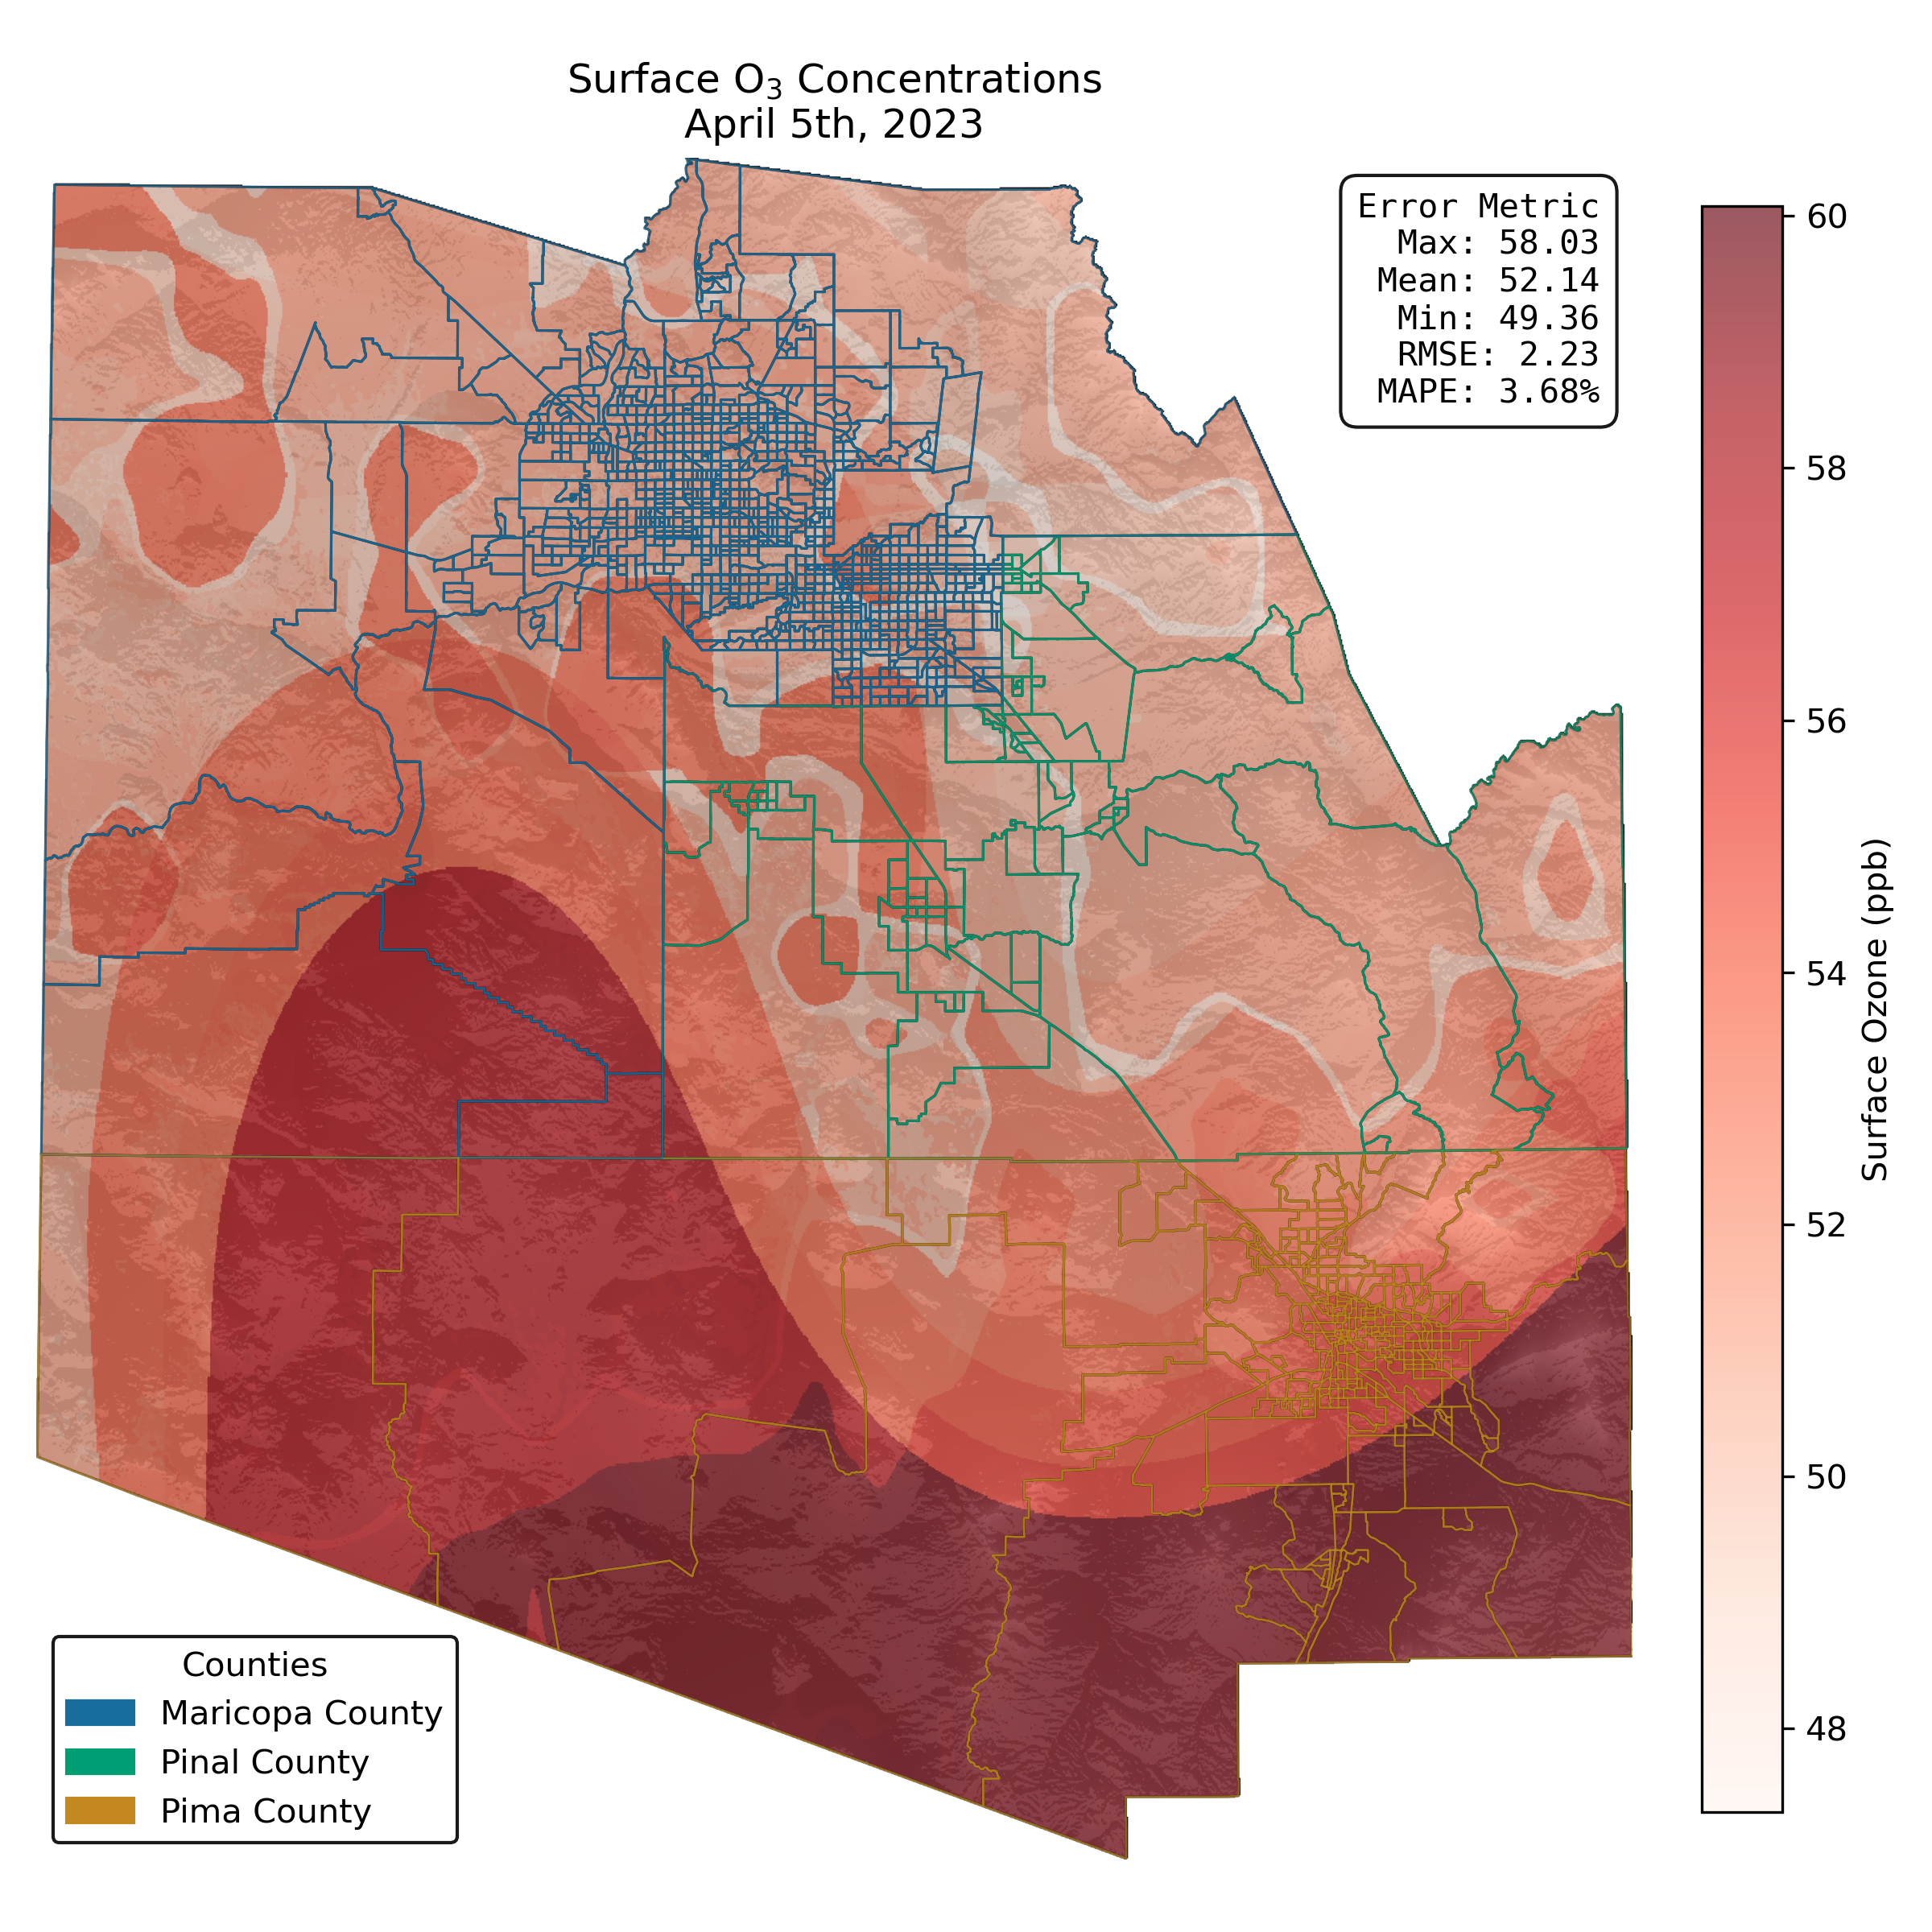 Surface O₃ Concentrations
April 5th, 2023
Error Metric
Max: 58.03
Mean: 52.14
Min: 49.36
RMSE: 2.23
MAPE: 3.68%
60
58
56
54
52
50
48
Surface Ozone (ppb)
Counties
Maricopa County
Pinal County
Pima County